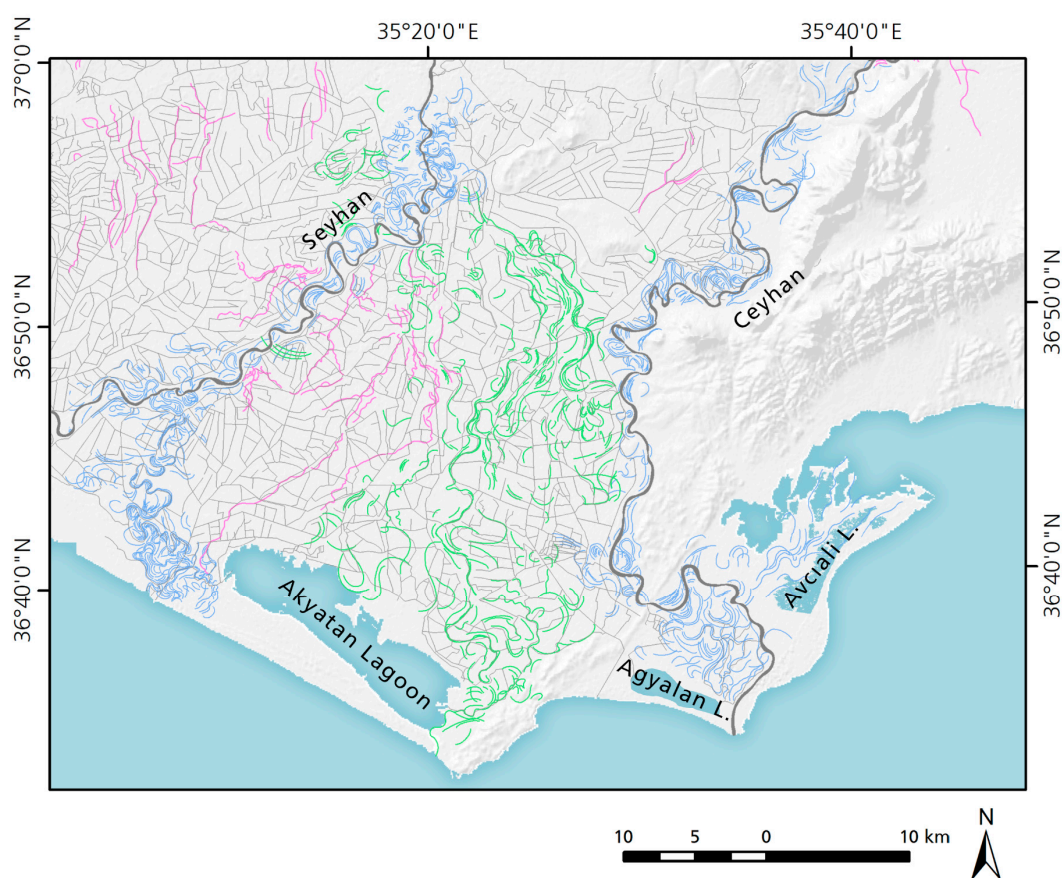 35°20'0"E
35°40'0"E
37°0'0"N
Seyhan
Ceyhan
36°50'0"N
36°50'0"N
36°40'0"N
36°40'0"N
Akyatan Lagoon
Agyalan L.
Avcıali L.
N
10 5 0 10 km